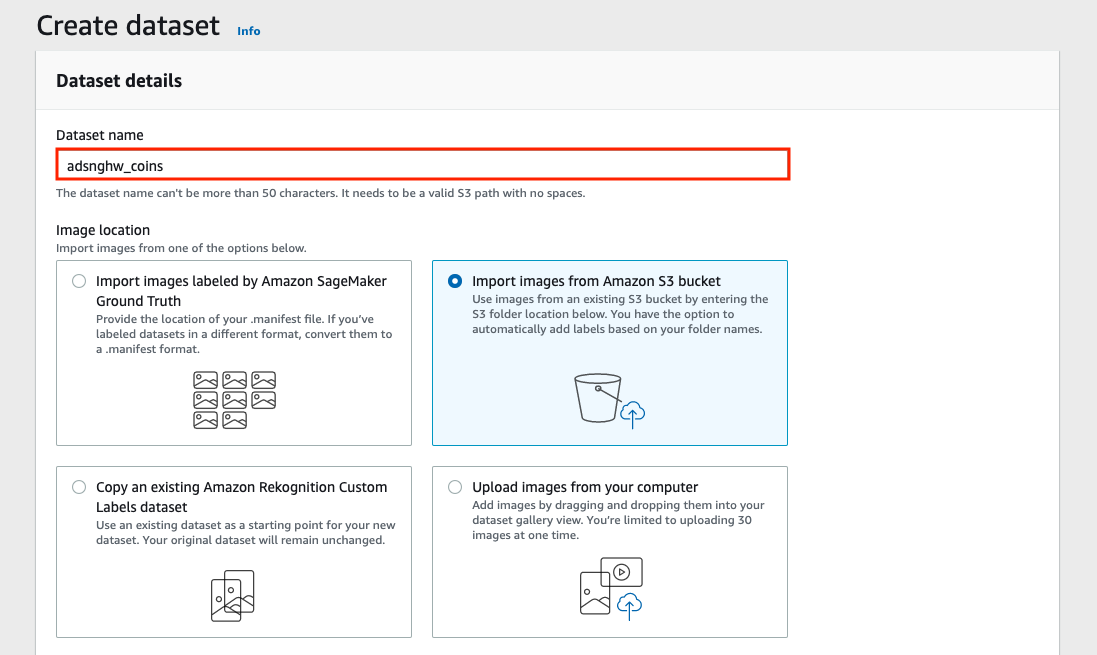 Create dataset Info
Dataset details
Dataset name
adsnghw_coins
The dataset name can't be more than 50 characters. It needs to be a valid S3 path with no spaces.
Image location
Import images from one of the options below.
Import images labeled by Amazon SageMaker
Ground Truth
Provide the location of your .manifest file. If you've
labeled datasets in a different format, convert them to
a .manifest format.
Import images from Amazon S3 bucket
Use images from an existing S3 bucket by entering the
S3 folder location below. You have the option to
automatically add labels based on your folder names.
Copy an existing Amazon Rekognition Custom
Labels dataset
Use an existing dataset as a starting point for your new
dataset. Your original dataset will remain unchanged.
Upload images from your computer
Add images by dragging and dropping them into your
dataset gallery view. You're limited to uploading 30
images at one time.